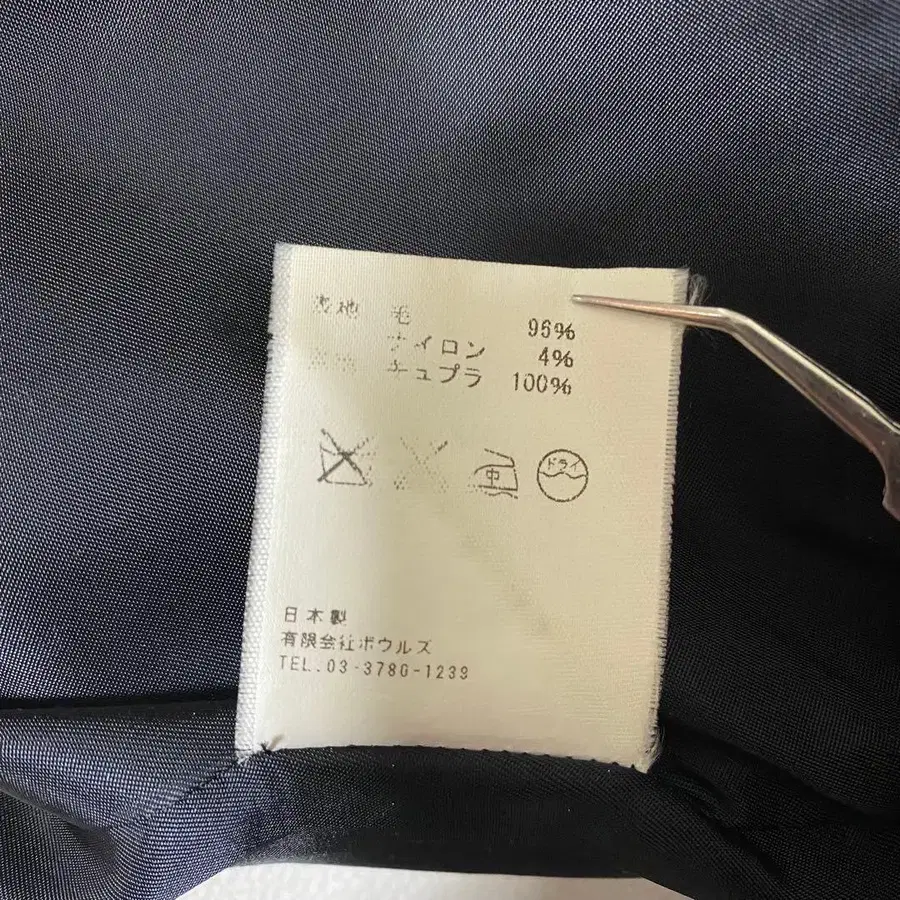 表地 毛 96%
ナイロン 4%
キュプラ 100%
中 ドライ
日本製
有限会社ボウルズ
TEL.03-3780-1239